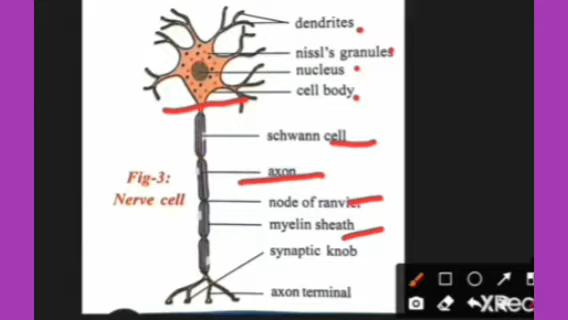 dendrites
nissl's granules
nucleus
cell body
schwann cell
axon
Fig-3:
Nerve cell
node of ranvier
myelin sheath
synaptic knob
axon terminal
XRec